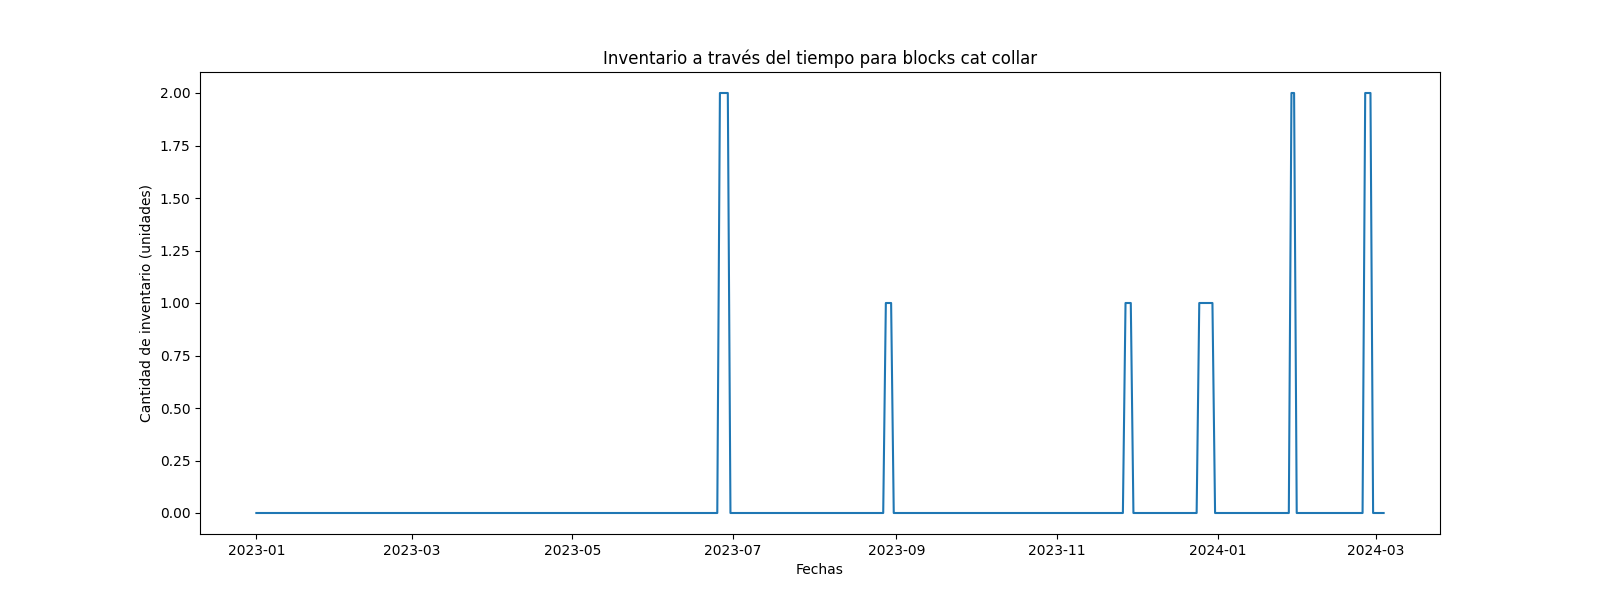 Inventario a través del tiempo para blocks cat collar
Cantidad de inventario (unidades)
2.00
1.75
1.50
1.25
1.00
0.75
0.50
0.25
0.00
2023-01 2023-03 2023-05 2023-07 2023-09 2023-11 2024-01 2024-03
Fechas